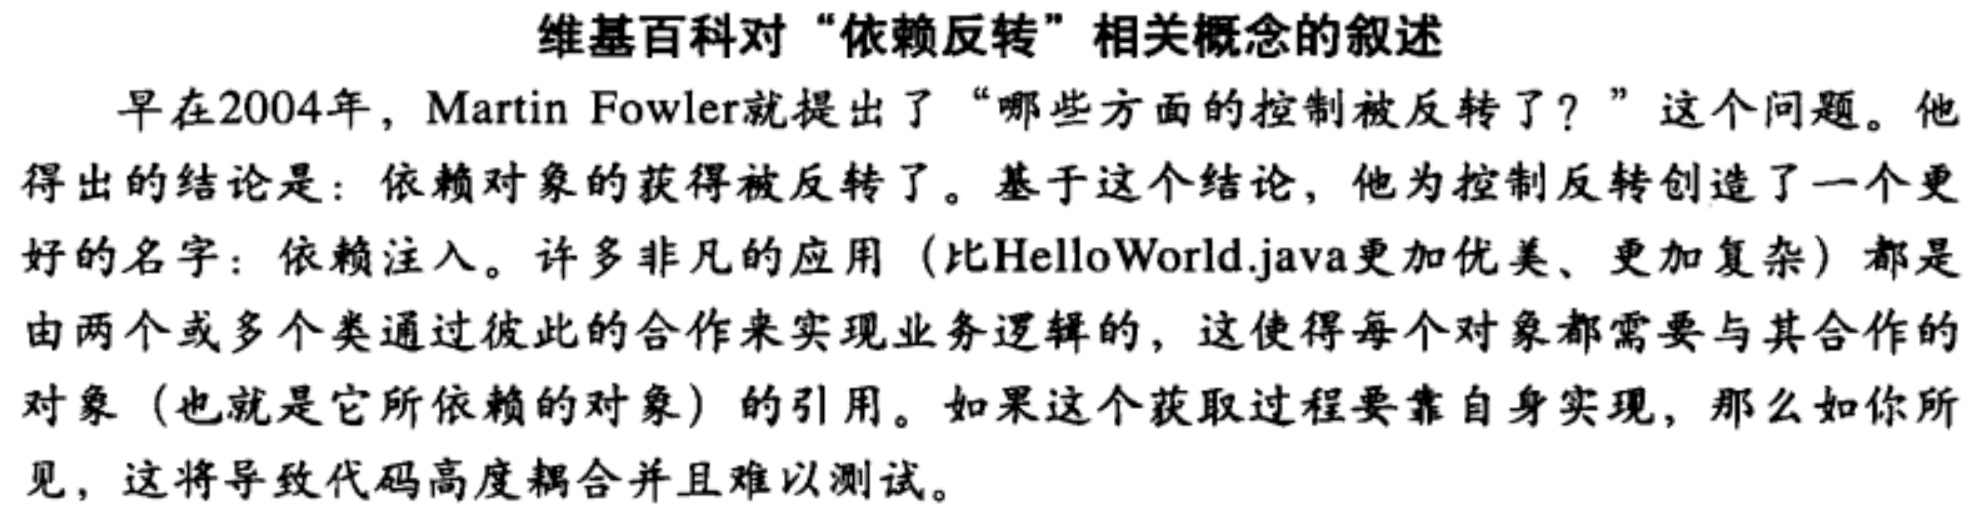 维基百科对“依赖反转”相关概念的叙述
早在2004年，Martin Fowler就提出了“哪些方面的控制被反转了？”这个问题。他
得出的结论是：依赖对象的获得被反转了。基于这个结论，他为控制反转创造了一个更
好的名字：依赖注入。许多非凡的应用（比HelloWorld.java更加优美、更加复杂）都是
由两个或多个类通过彼此的合作来实现业务逻辑的，这使得每个对象都需要与其合作的
对象（也就是它所依赖的对象）的引用。如果这个获取过程要靠自身实现，那么如你所
见，这将导致代码高度耦合并且难以测试。